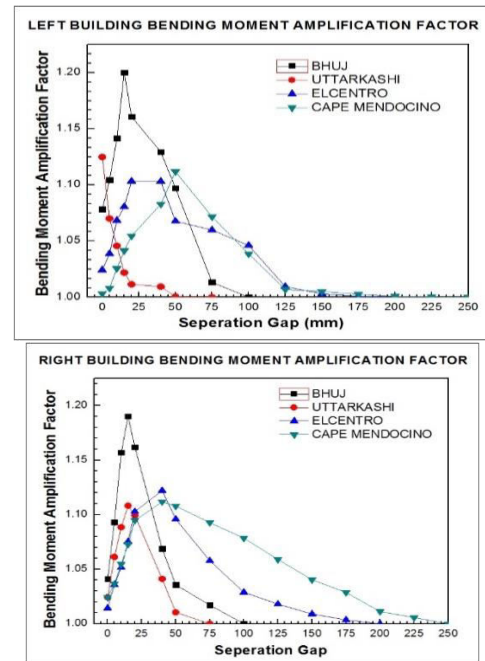 LEFT BUILDING BENDING MOMENT AMPLIFICATION FACTOR
Bending Moment Amplification Factor
1.20
1.15
1.10
1.05
1.00
BHUJ
UTTARKASHI
ELCENTRO
CAPE MENDOCINO
0 25 50 75 100 125 150 175 200 225 250
Seperation Gap (mm)
RIGHT BUILDING BENDING MOMENT AMPLIFICATION FACTOR
Bending Moment Amplification Factor
1.20
1.15
1.10
1.05
1.00
BHUJ
UTTARKASHI
ELCENTRO
CAPE MENDOCINO
0 25 50 75 100 125 150 175 200 225 250
Seperation Gap